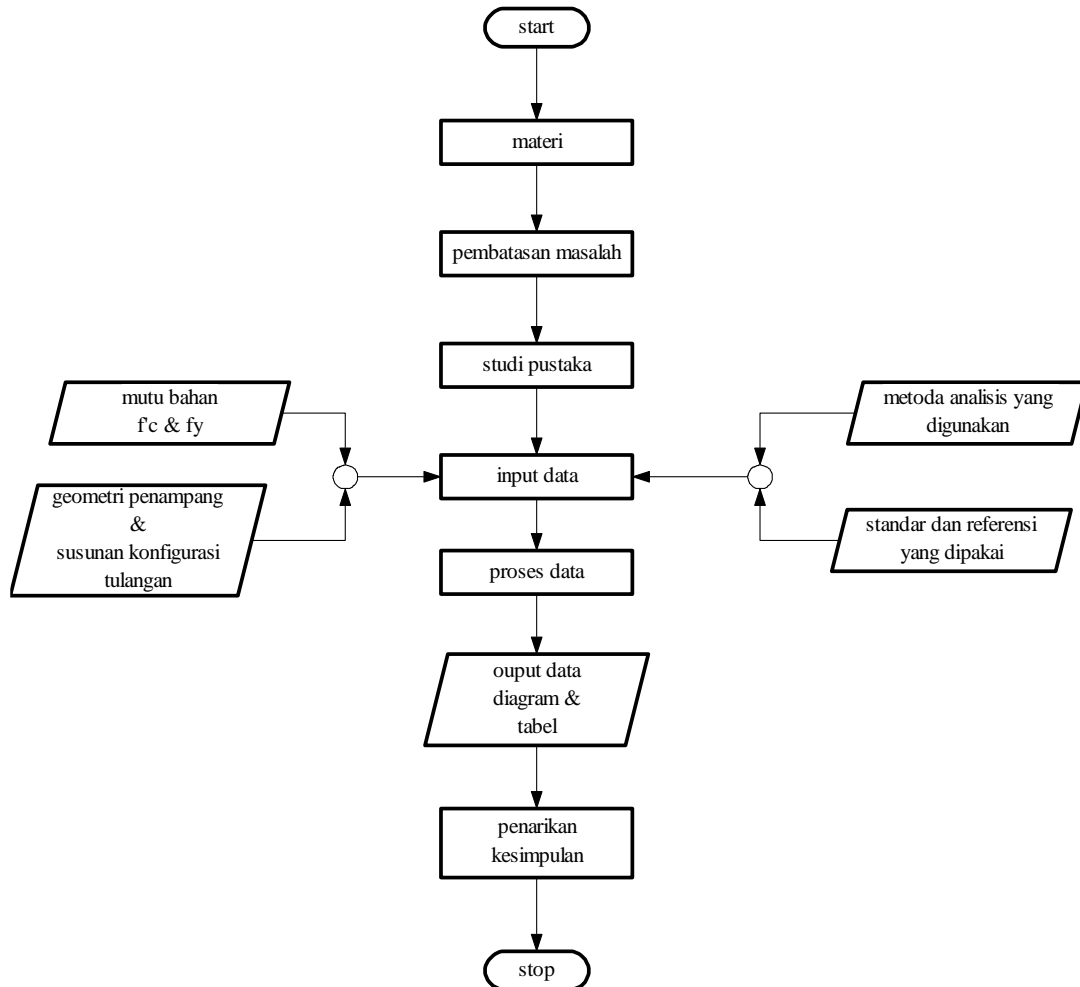 start
materi
pembatasan masalah
studi pustaka
mutu bahan
f'c & fy
metoda analisis yang
digunakan
input data
geometri penampang
&
susunan konfigurasi
tulangan
standar dan referensi
yang dipakai
proses data
ouput data
diagram &
tabel
penarikan
kesimpulan
stop